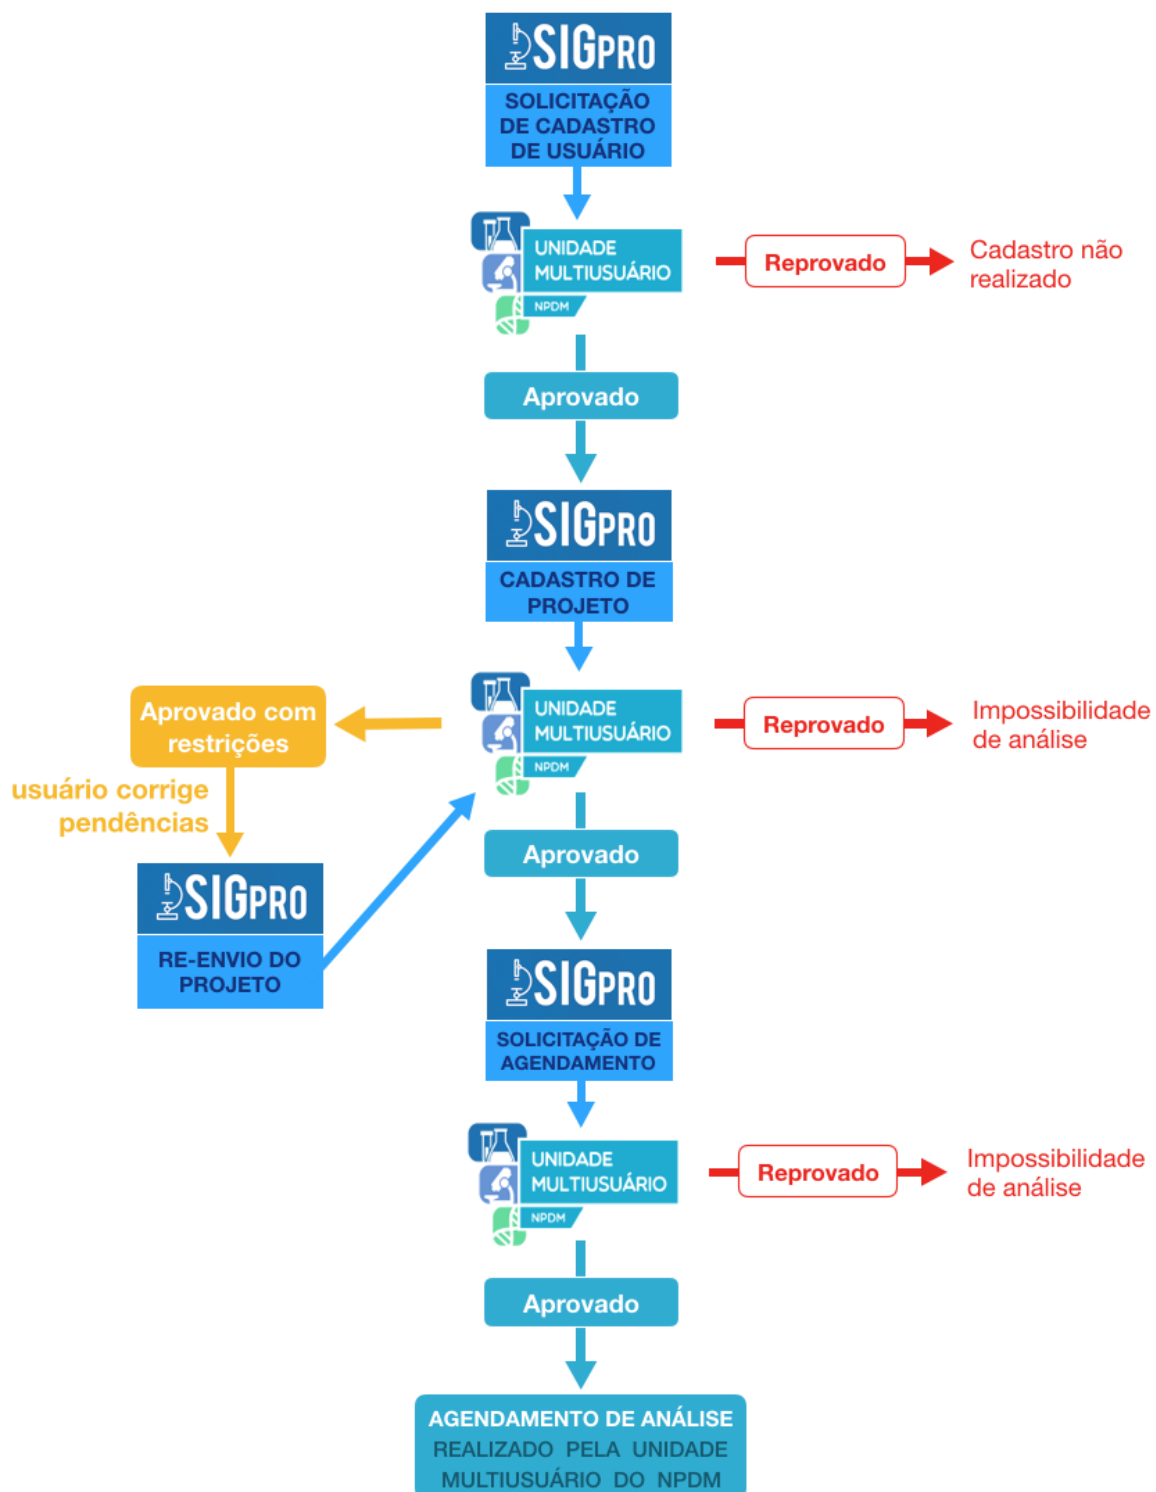 SIGPRO
SOLICITAÇÃO
DE CADASTRO
DE USUÁRIO
UNIDADE
MULTIUSUÁRIO
NPDM
Reprovado
Cadastro não
realizado
Aprovado
SIGPRO
CADASTRO DE
PROJETO
UNIDADE
MULTIUSUÁRIO
NPDM
Reprovado
Impossibilidade
de análise
Aprovado com
restrições
usuário corrige
pendências
SIGPRO
RE-ENVIO DO
PROJETO
Aprovado
SIGPRO
SOLICITAÇÃO DE
AGENDAMENTO
UNIDADE
MULTIUSUÁRIO
NPDM
Reprovado
Impossibilidade
de análise
Aprovado
AGENDAMENTO DE ANÁLISE
REALIZADO PELA UNIDADE
MULTIUSUÁRIO DO NPDM